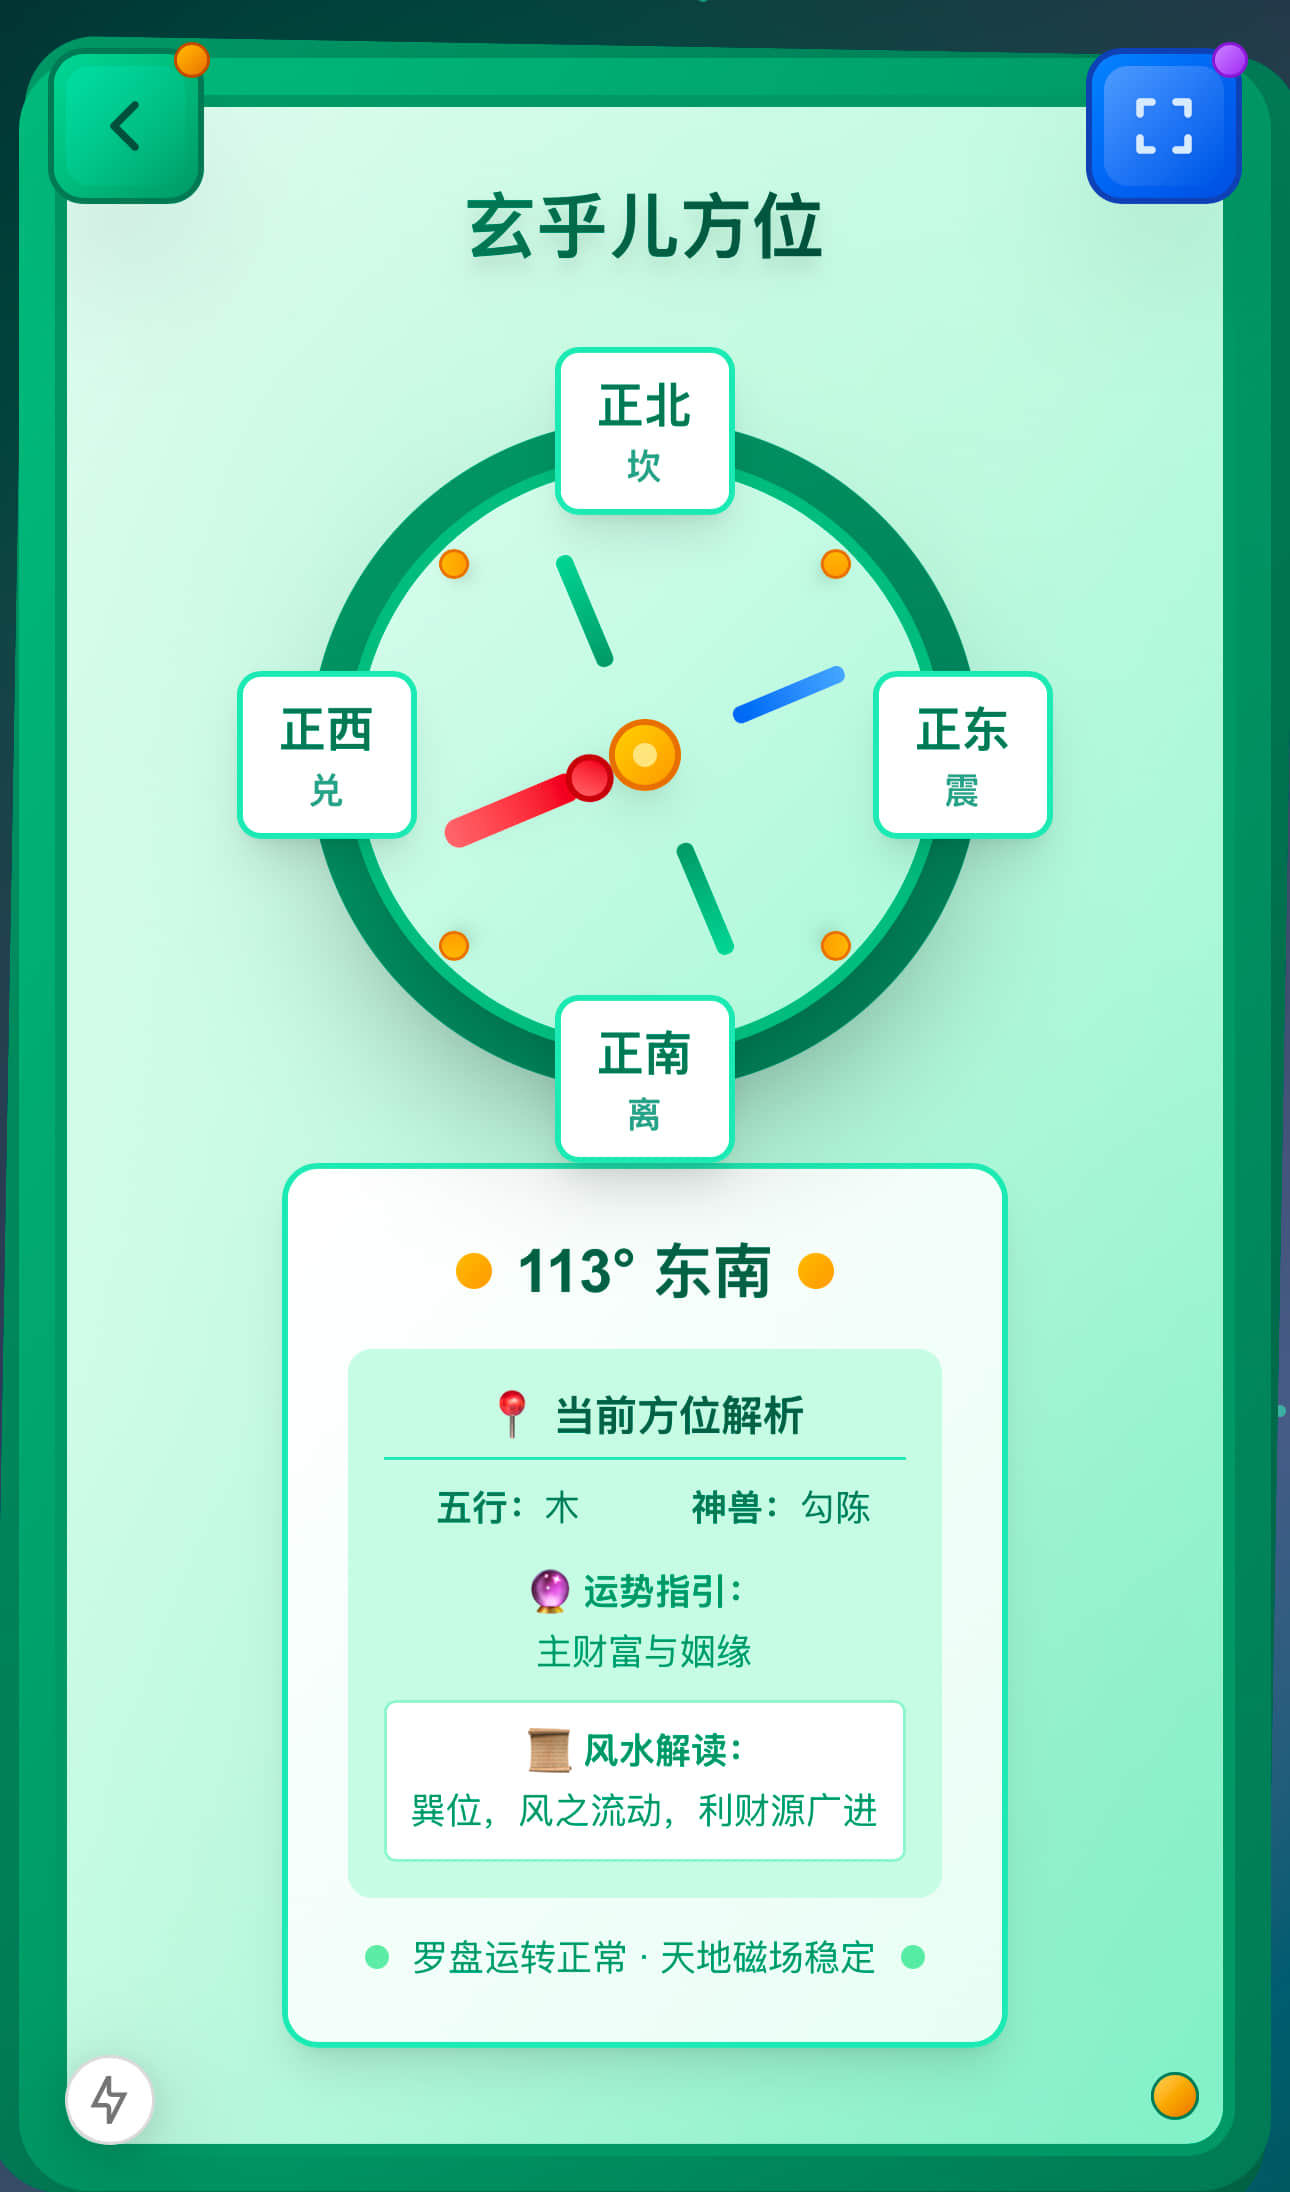 玄乎儿方位
正北
坎
正西
兑
正东
震
正南
离
113° 东南
📍 当前方位解析
五行：木 神兽：勾陈
🔮 运势指引：
主财富与姻缘
📜 风水解读：
巽位，风之流动，利财源广进
罗盘运转正常 · 天地磁场稳定